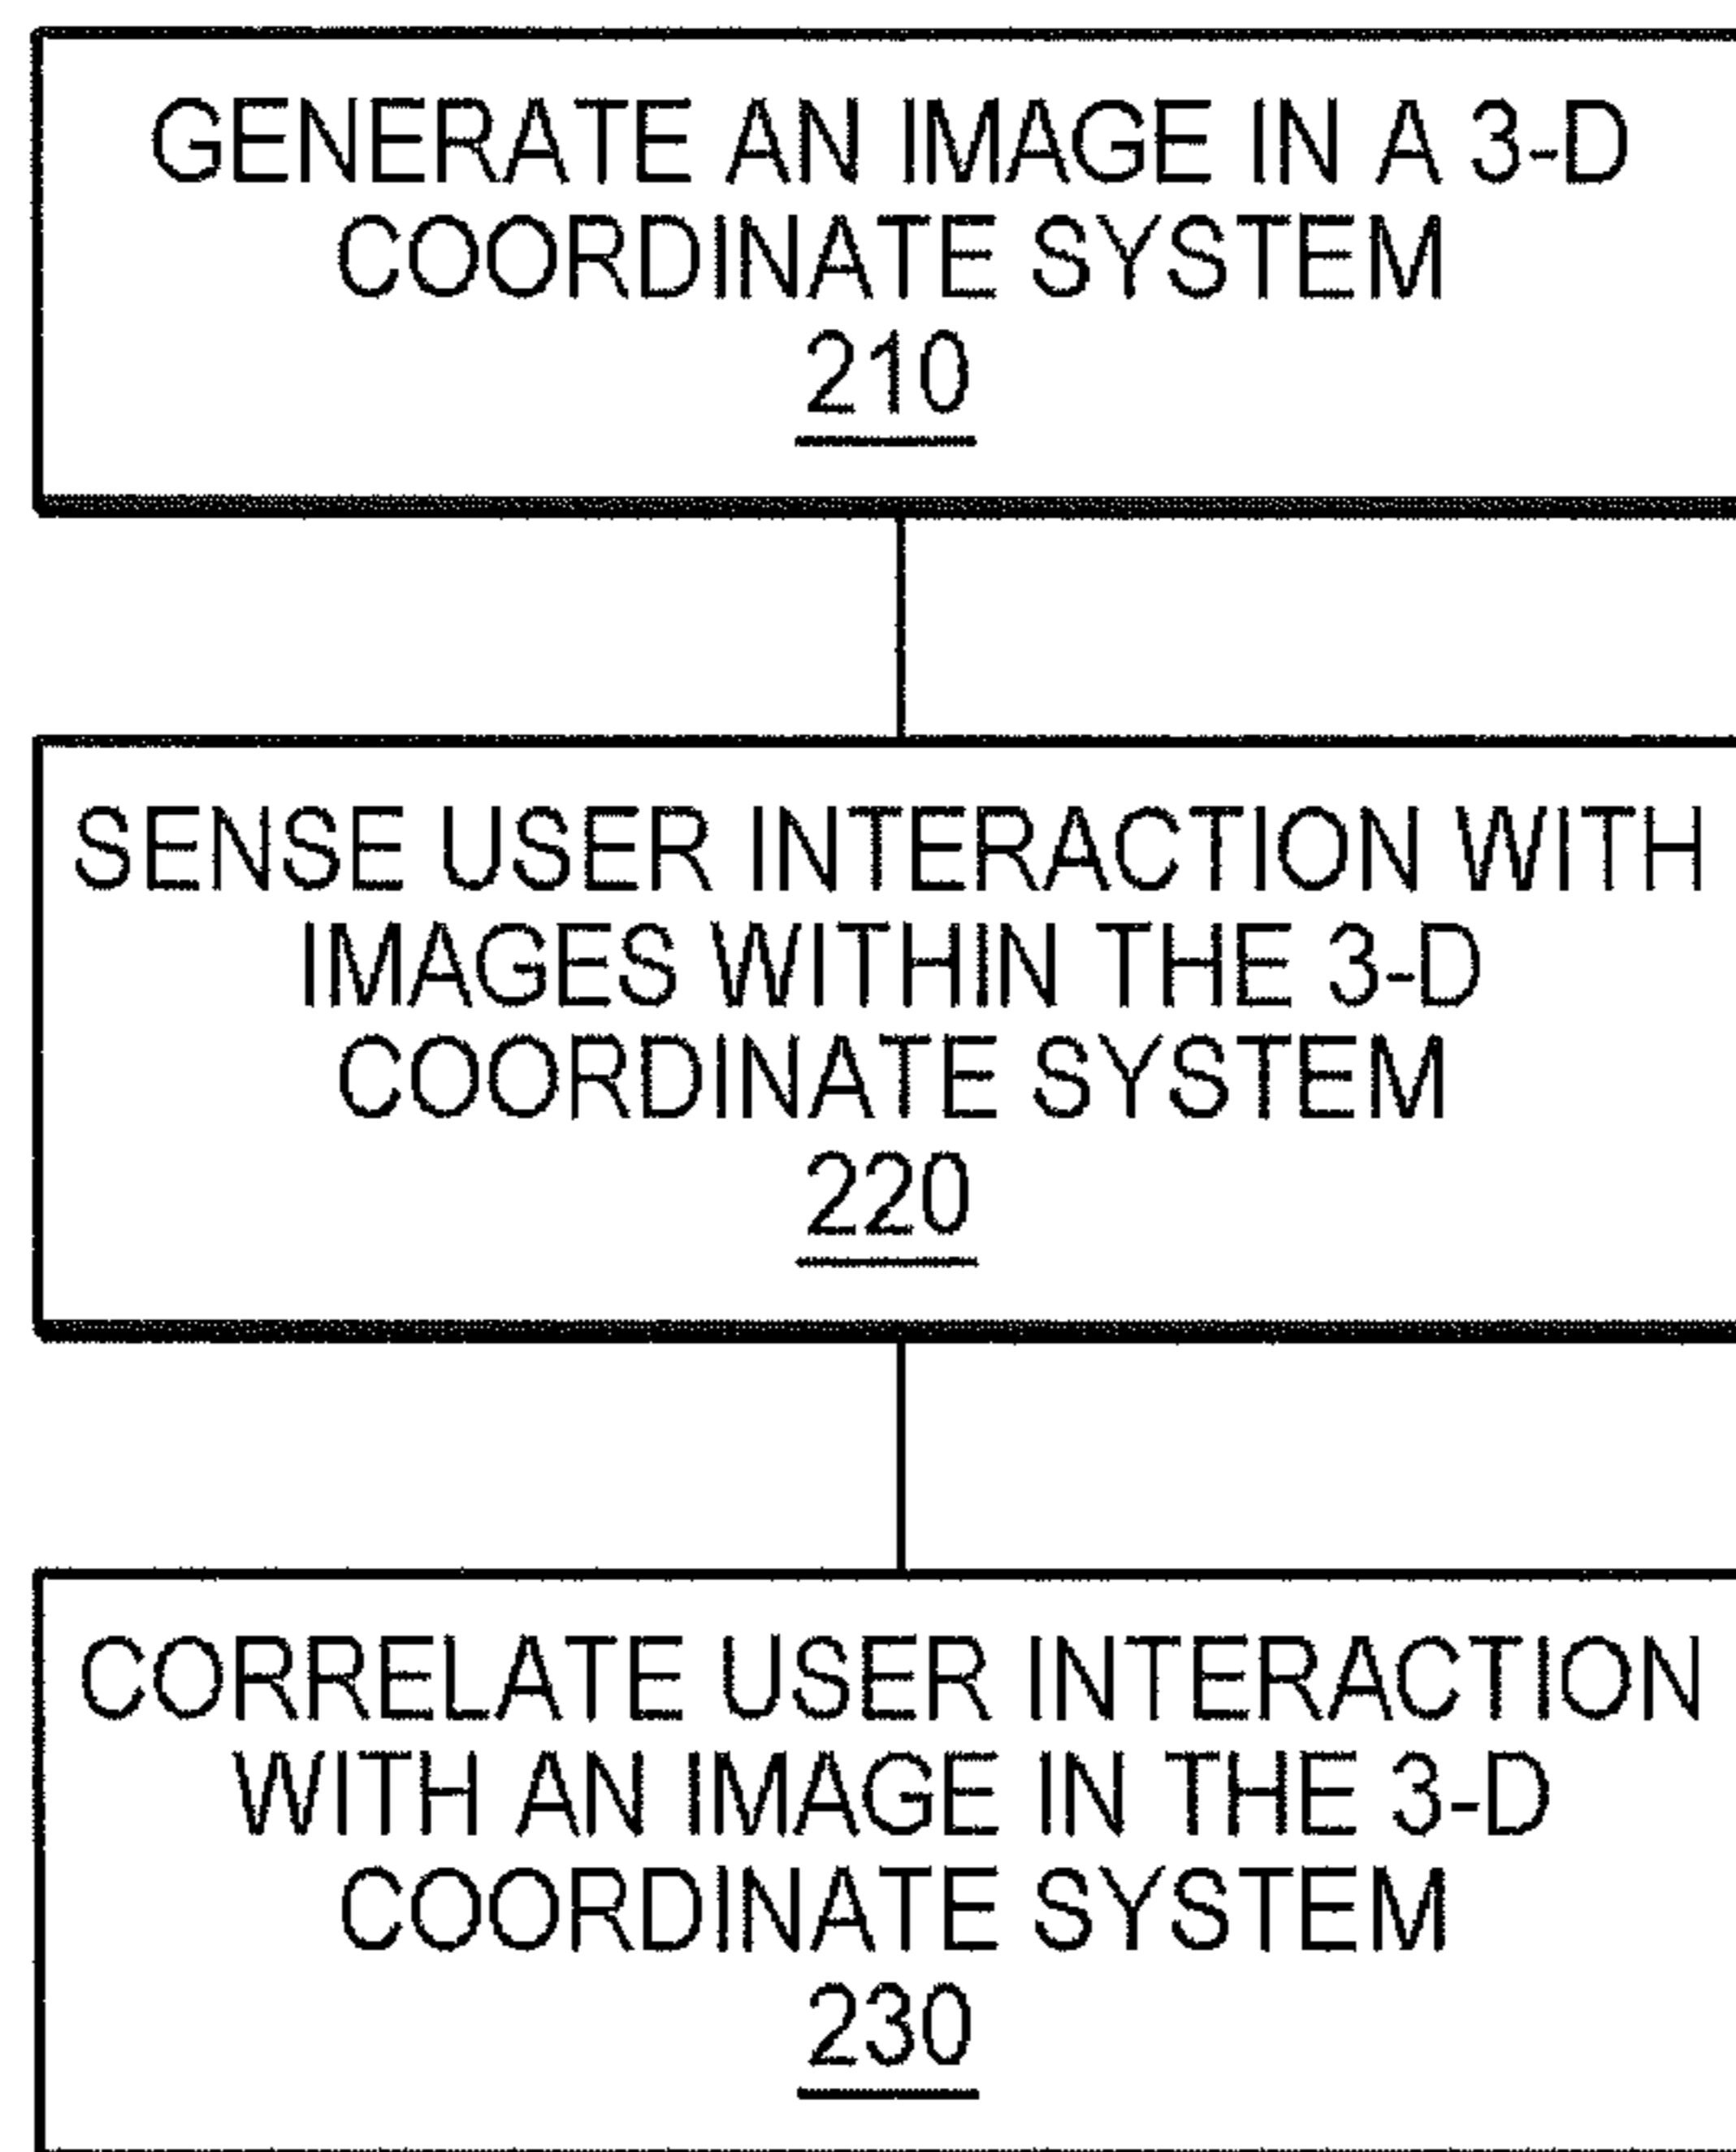 GENERATE AN IMAGE IN A 3-D
COORDINATE SYSTEM
210
SENSE USER INTERACTION WITH
IMAGES WITHIN THE 3-D
COORDINATE SYSTEM
220
CORRELATE USER INTERACTION
WITH AN IMAGE IN THE 3-D
COORDINATE SYSTEM
230